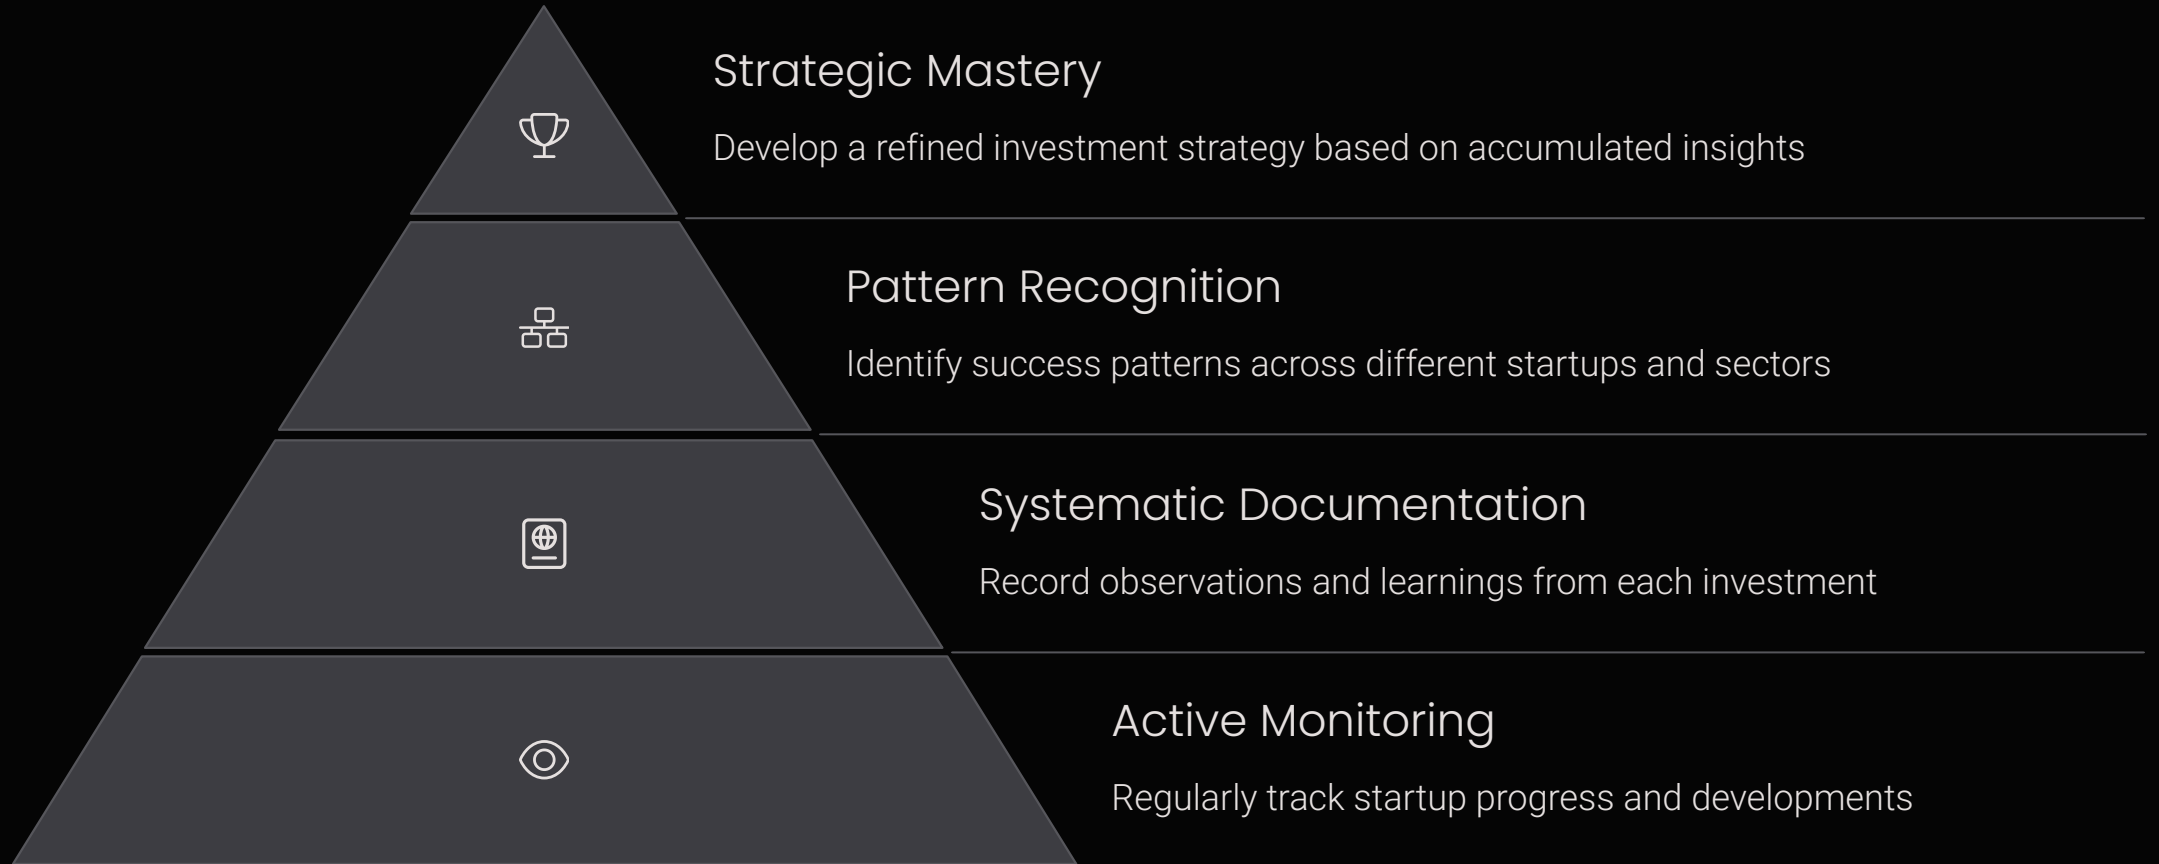 Strategic Mastery
Develop a refined investment strategy based on accumulated insights
Pattern Recognition
Identify success patterns across different startups and sectors
Systematic Documentation
Record observations and learnings from each investment
Active Monitoring
Regularly track startup progress and developments